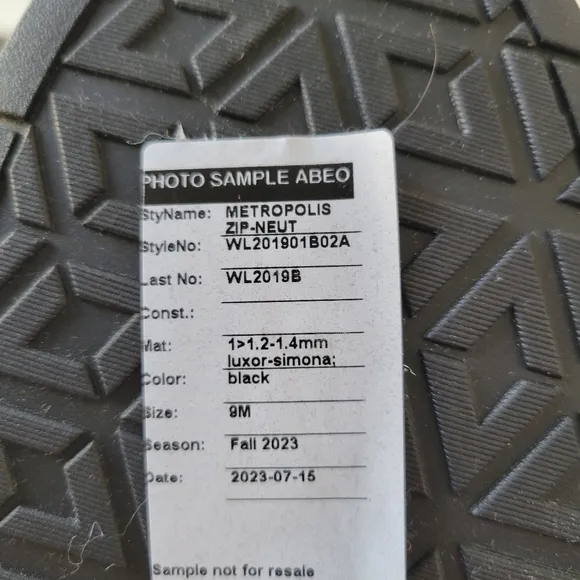 PHOTO SAMPLE ABEO
StyName: METROPOLIS
ZIP-NEUT
StyleNo: WL201901B02A
Last No: WL2019B
Const.:
Mat: 1>1.2-1.4mm
luxor-simona;
Color: black
Size: 9M
Season: Fall 2023
Date: 2023-07-15
Sample not for resale